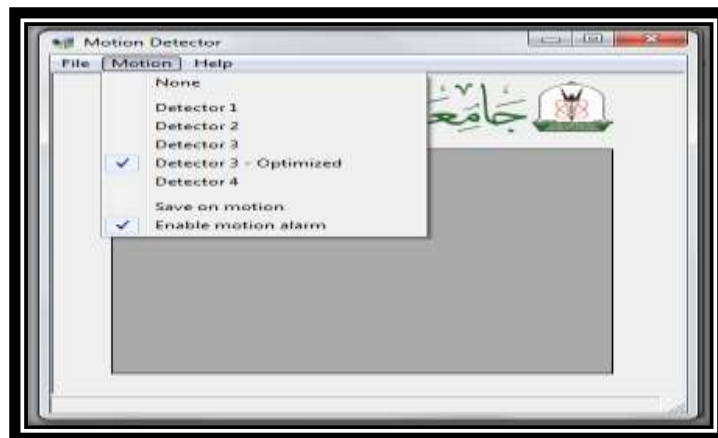 Motion Detector
File Motion Help
None
Detector 1
Detector 2
Detector 3
Detector 3 - Optimized
Detector 4
Save on motion
Enable motion alarm